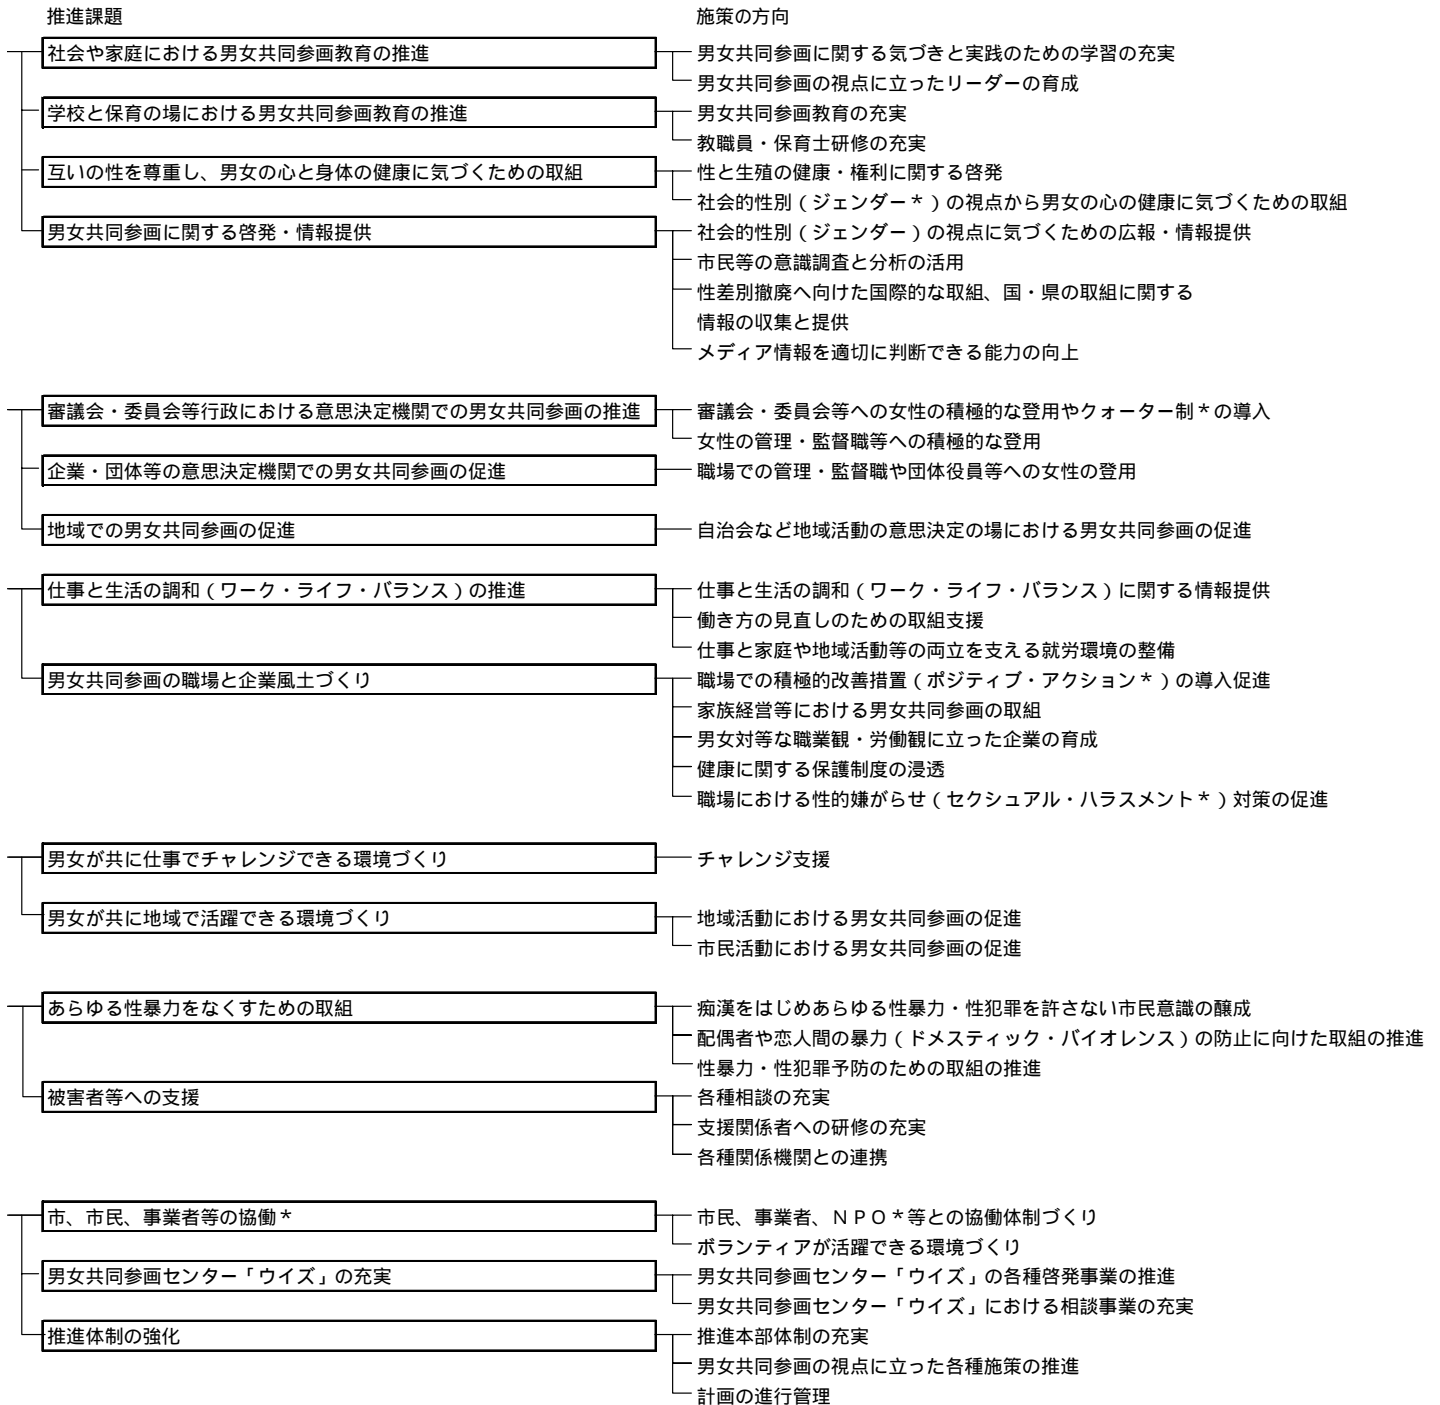 推進課題
施策の方向
社会や家庭における男女共同参画教育の推進
男女共同参画に関する気づきと実践のための学習の充実
男女共同参画の視点に立ったリーダーの育成
学校と保育の場における男女共同参画教育の推進
男女共同参画教育の充実
教職員・保育士研修の充実
互いの性を尊重し、男女の心と身体の健康に気づくための取組
性と生殖の健康・権利に関する啓発
社会的性別（ジェンダー＊）の視点から男女の心の健康に気づくための取組
男女共同参画に関する啓発・情報提供
社会的性別（ジェンダー）の視点に気づくための広報・情報提供
市民等の意識調査と分析の活用
性差別撤廃へ向けた国際的な取組、国・県の取組に関する
情報の収集と提供
メディア情報を適切に判断できる能力の向上
審議会・委員会等行政における意思決定機関での男女共同参画の推進
審議会・委員会等への女性の積極的な登用やクォーター制＊の導入
女性の管理・監督職等への積極的な登用
企業・団体等の意思決定機関での男女共同参画の促進
職場での管理・監督職や団体役員等への女性の登用
地域での男女共同参画の促進
自治会など地域活動の意思決定の場における男女共同参画の促進
仕事と生活の調和（ワーク・ライフ・バランス）の推進
仕事と生活の調和（ワーク・ライフ・バランス）に関する情報提供
働き方の見直しのための取組支援
仕事と家庭や地域活動等の両立を支える就労環境の整備
男女共同参画の職場と企業風土づくり
職場での積極的改善措置（ポジティブ・アクション＊）の導入促進
家族経営等における男女共同参画の取組
男女対等な職業観・労働観に立った企業の育成
健康に関する保護制度の浸透
職場における性的嫌がらせ（セクシュアル・ハラスメント＊）対策の促進
男女が共に仕事でチャレンジできる環境づくり
チャレンジ支援
男女が共に地域で活躍できる環境づくり
地域活動における男女共同参画の促進
市民活動における男女共同参画の促進
あらゆる性暴力をなくすための取組
痴漢をはじめあらゆる性暴力・性犯罪を許さない市民意識の醸成
配偶者や恋人間の暴力（ドメスティック・バイオレンス）の防止に向けた取組の推進
性暴力・性犯罪予防のための取組の推進
被害者等への支援
各種相談の充実
支援関係者への研修の充実
各種関係機関との連携
市、市民、事業者等の協働＊
市民、事業者、ＮＰＯ＊等との協働体制づくり
ボランティアが活躍できる環境づくり
男女共同参画センター「ウイズ」の充実
男女共同参画センター「ウイズ」の各種啓発事業の推進
男女共同参画センター「ウイズ」における相談事業の充実
推進体制の強化
推進本部体制の充実
男女共同参画の視点に立った各種施策の推進
計画の進行管理